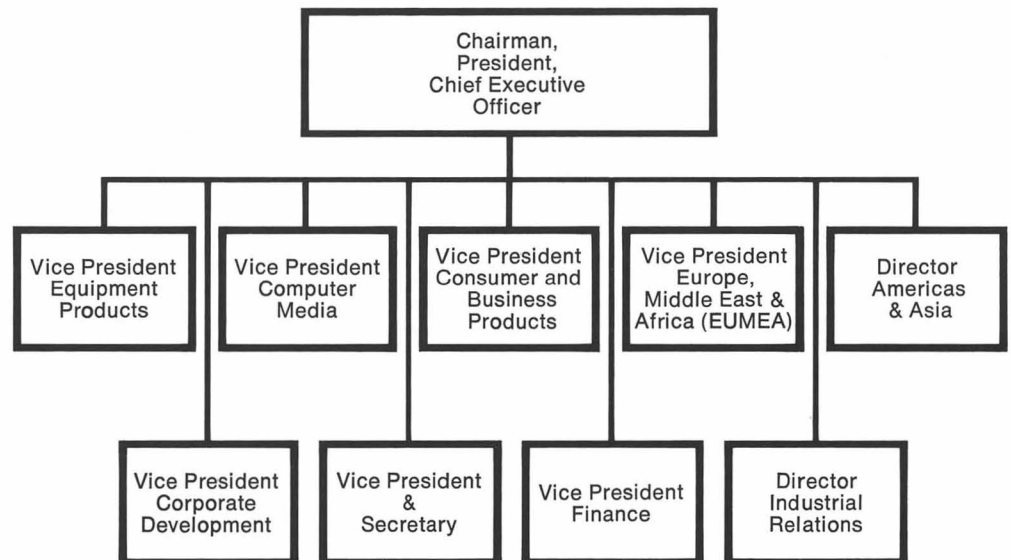 Chairman,
President,
Chief Executive
Officer
Vice President
Equipment
Products
Vice President
Computer
Media
Vice President
Consumer and
Business
Products
Vice President
Europe,
Middle East &
Africa (EUMEA)
Director
Americas
& Asia
Vice President
Corporate
Development
Vice President
&
Secretary
Vice President
Finance
Director
Industrial
Relations